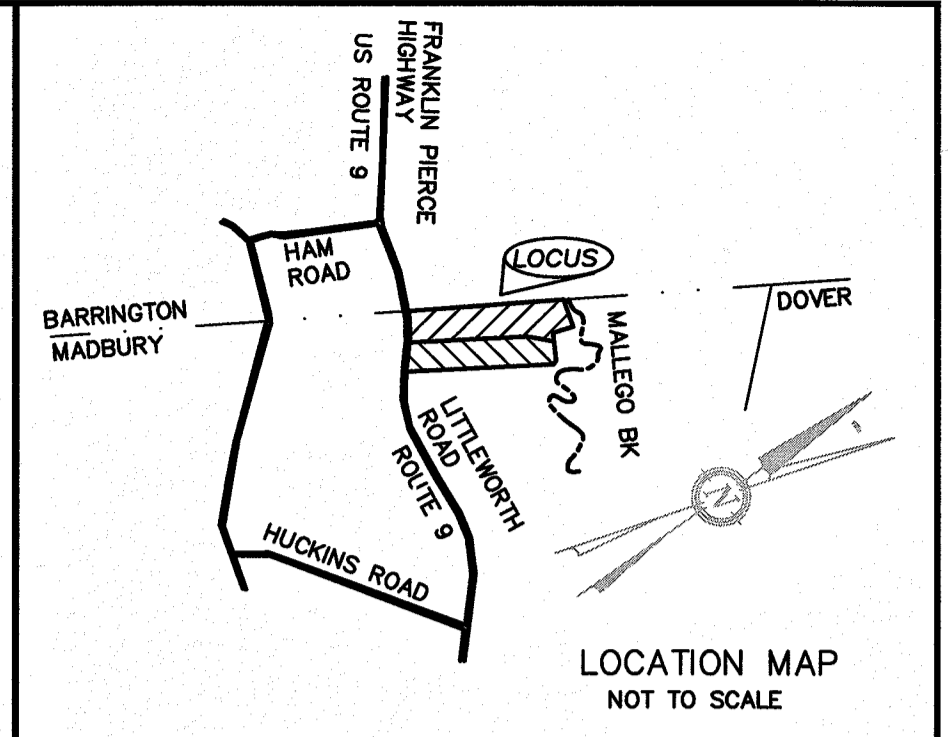 FRANKLIN PIERCE
HIGHWAY
US ROUTE 9
HAM
ROAD
LOCUS
BARRINGTON
MADBURY
DOVER
MALLEGO BK
LITTLEWORTH
ROAD
ROUTE 9
HUCKINS ROAD
N
LOCATION MAP
NOT TO SCALE